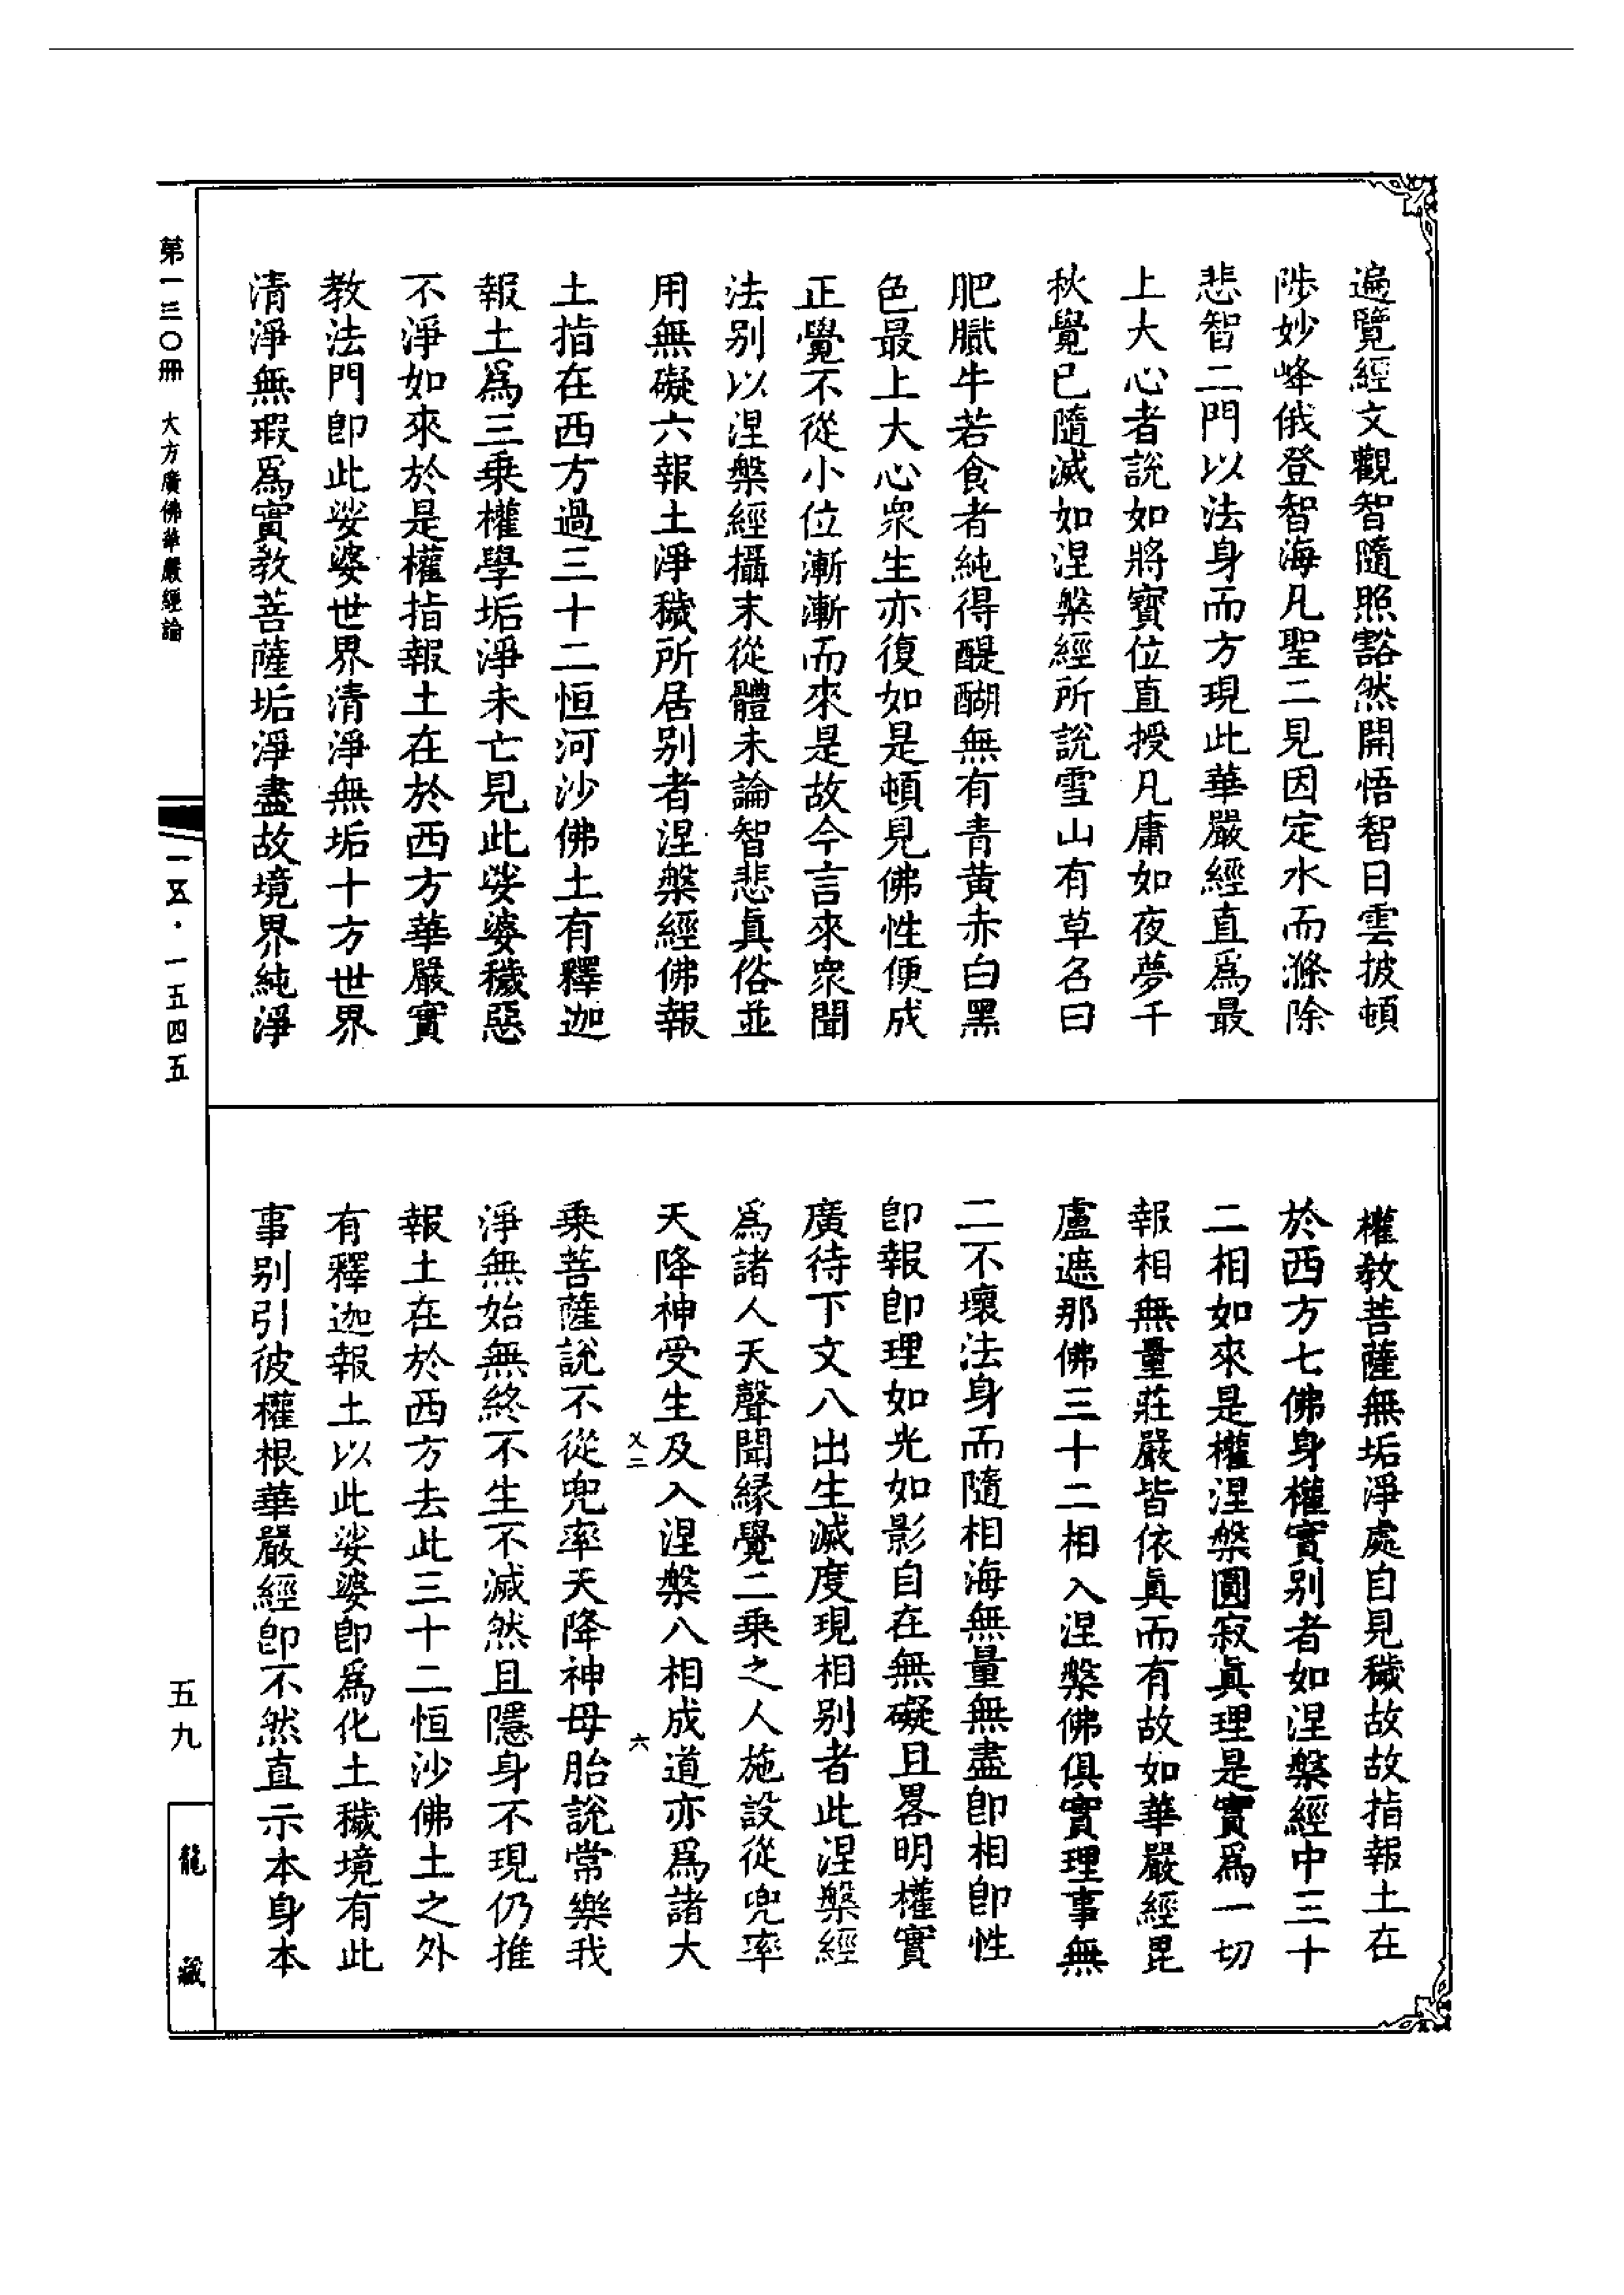 遍覽經文觀智隨照豁然開悟智日雲披頓
陟妙峰俄登智海凡聖二見因定水而滌除
悲智二門以法身而方現此華嚴經直爲最
上大心者說如將寶位直授凡庸如夜夢千
秋覺已隨滅如涅槃經所說雪山有草名曰
肥膩牛若食者純得醍醐無有青黃赤白黑
色最上大心衆生亦復如是頓見佛性便成
正覺不從小位漸漸而來是故今言來衆聞
法别以涅槃經攝末從體未論智悲眞俗並
用無礙六報土淨穢所居别者涅槃經佛報
土指在西方過三十二恒河沙佛土有釋迦
報土爲三乗權學垢淨未亡見此娑婆穢惡
不淨如來於是權指報土在於西方華嚴實
教法門卽此娑婆世界清淨無垢十方世界
清淨無瑕爲實教菩薩垢淨盡故境界純淨
權教菩薩無垢淨處自見穢故故指報土在
於西方七佛身權實别者如涅槃經中三十
二相如來是權涅槃圓寂眞理是實爲一切
報相無量莊嚴皆依眞而有故如華嚴經毘
盧遮那佛三十二相入涅槃佛俱實理事無
二不壞法身而隨相海無量無盡卽相卽性
卽報卽理如光如影自在無礙且畧明權實
廣待下文八出生滅度現相别者此涅槃經
爲諸人天聲聞緣覺二乗之人施設從兜率
天降神受生及入涅槃八相成道亦爲諸大
乂二 六
乗菩薩說不從兜率天降神母胎說常樂我
淨無始無終不生不滅然且隱身不現仍推
報土在於西方去此三十二恒沙佛土之外
有釋迦報土以此娑婆卽爲化土穢境有此
事别引彼權根華嚴經卽不然直示本身本
第一三〇冊 大方廣佛華嚴經論
一五五·一五四五
五九
龍藏